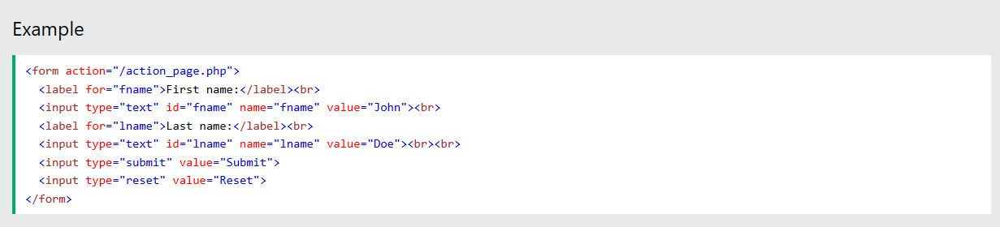 Example
<form action="/action_page.php">
  <label for="fname">First name:</label><br>
  <input type="text" id="fname" name="fname" value="John"><br>
  <label for="lname">Last name:</label><br>
  <input type="text" id="lname" name="lname" value="Doe"><br><br>
  <input type="submit" value="Submit">
  <input type="reset" value="Reset">
</form>